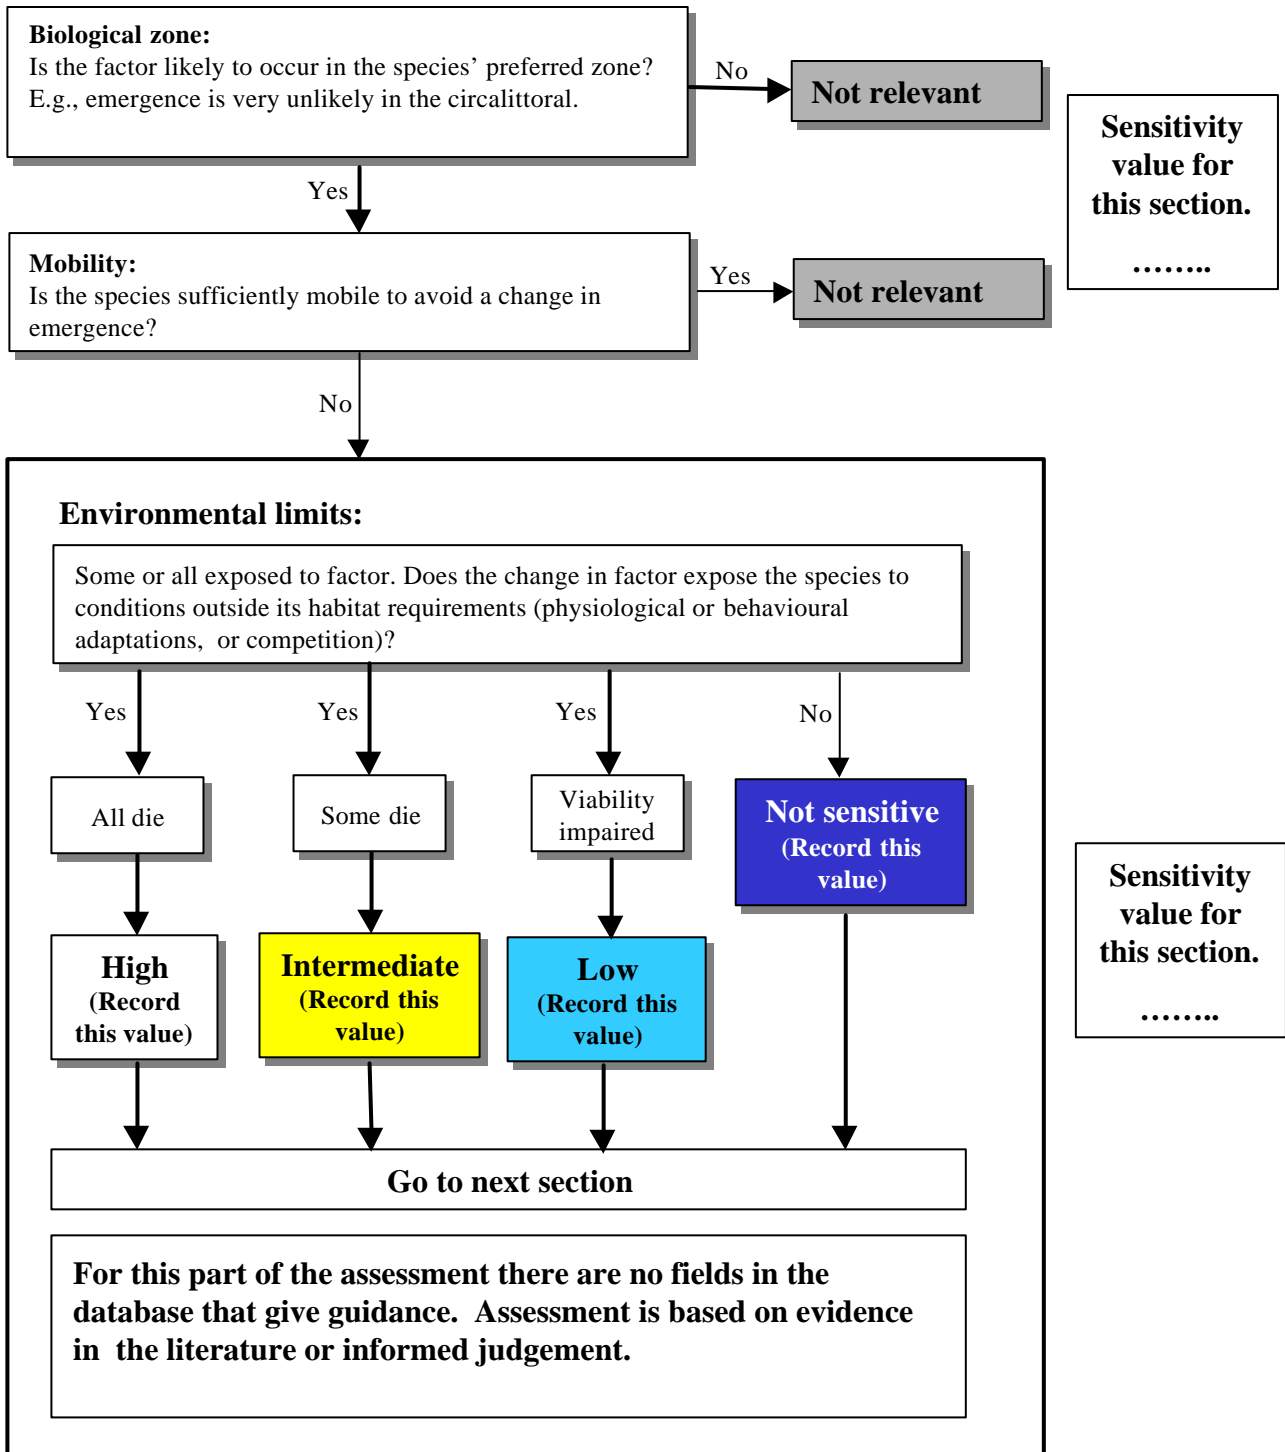 Biological zone:
Is the factor likely to occur in the species' preferred zone?
E.g., emergence is very unlikely in the circalittoral.
No
Not relevant
Sensitivity
value for
this section.
……..
Yes
Mobility:
Is the species sufficiently mobile to avoid a change in
emergence?
Yes
Not relevant
No
Environmental limits:
Some or all exposed to factor. Does the change in factor expose the species to
conditions outside its habitat requirements (physiological or behavioural
adaptations, or competition)?
Yes
Yes
Yes
No
All die
Some die
Viability
impaired
Not sensitive
(Record this
value)
High
(Record
this value)
Intermediate
(Record this
value)
Low
(Record this
value)
Sensitivity
value for
this section.
……..
Go to next section
For this part of the assessment there are no fields in the
database that give guidance. Assessment is based on evidence
in the literature or informed judgement.